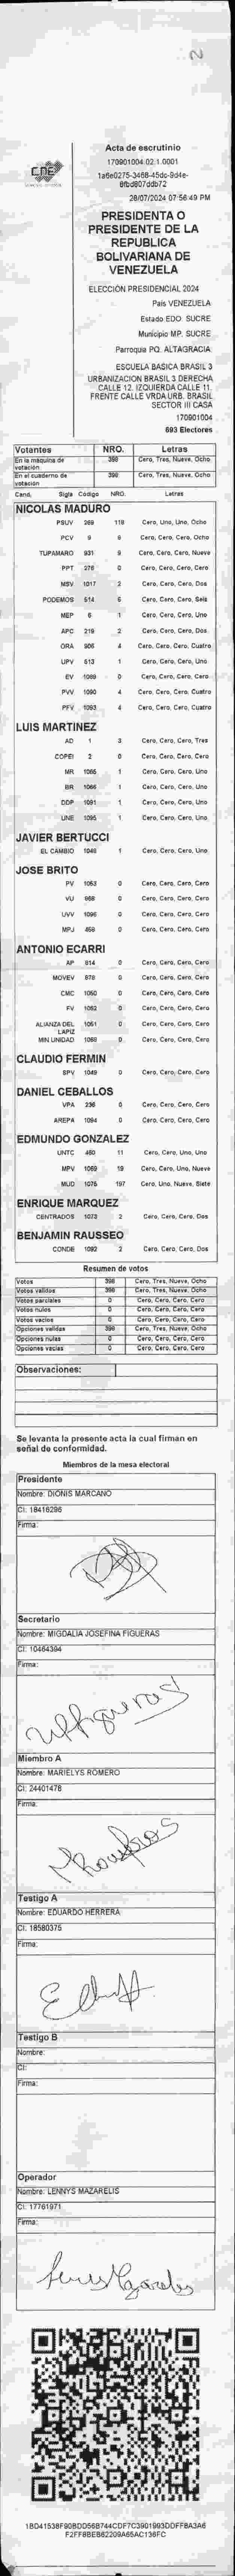 2
CNE
Acta de escrutinio
170901004.02.1.0001
1a6e0275-3468-45dc-9d4e-
6fbd807ddb72
28/07/2024 07:56:49 PM
PRESIDENTA O
PRESIDENTE DE LA
REPUBLICA
BOLIVARIANA DE
VENEZUELA
ELECCIÓN PRESIDENCIAL 2024
País VENEZUELA
Estado EDO. SUCRE
Municipio MP. SUCRE
Parroquia PQ. ALTAGRACIA
ESCUELA BASICA BRASIL 3
URBANIZACION BRASIL 3 DERECHA
CALLE 12. IZQUIERDA CALLE 11.
FRENTE CALLE VRDA URB. BRASIL
SECTOR III CASA
170901004
693 Electores
Votantes NRO. Letras
En la máquina de votación 398 Cero, Tres, Nueve, Ocho
En el cuaderno de votación 398 Cero, Tres, Nueve, Ocho
Cand. Sigla Código NRO. Letras
NICOLAS MADURO
PSUV 269 118 Cero, Uno, Uno, Ocho
PCV 9 8 Cero, Cero, Cero, Ocho
TUPAMARO 931 9 Cero, Cero, Cero, Nueve
PPT 276 0 Cero, Cero, Cero, Cero
MSV 1017 2 Cero, Cero, Cero, Dos
PODEMOS 514 6 Cero, Cero, Cero, Seis
MEP 6 1 Cero, Cero, Cero, Uno
APC 219 2 Cero, Cero, Cero, Dos
ORA 906 4 Cero, Cero, Cero, Cuatro
UPV 513 1 Cero, Cero, Cero, Uno
EV 1089 0 Cero, Cero, Cero, Cero
PVV 1090 4 Cero, Cero, Cero, Cuatro
PFV 1093 4 Cero, Cero, Cero, Cuatro
LUIS MARTINEZ
AD 1 3 Cero, Cero, Cero, Tres
COPEI 2 0 Cero, Cero, Cero, Cero
MR 1065 1 Cero, Cero, Cero, Uno
BR 1066 1 Cero, Cero, Cero, Uno
DDP 1091 1 Cero, Cero, Cero, Uno
UNE 1095 1 Cero, Cero, Cero, Uno
JAVIER BERTUCCI
EL CAMBIO 1046 1 Cero, Cero, Cero, Uno
JOSE BRITO
PV 1053 0 Cero, Cero, Cero, Cero
VU 968 0 Cero, Cero, Cero, Cero
UVV 1096 0 Cero, Cero, Cero, Cero
MPJ 468 0 Cero, Cero, Cero, Cero
ANTONIO ECARRI
AP 814 0 Cero, Cero, Cero, Cero
MOVEV 978 0 Cero, Cero, Cero, Cero
CMC 1050 0 Cero, Cero, Cero, Cero
FV 1052 0 Cero, Cero, Cero, Cero
ALIANZA DEL LAPIZ 1061 0 Cero, Cero, Cero, Cero
MIN UNIDAD 1088 0 Cero, Cero, Cero, Cero
CLAUDIO FERMIN
SPV 1049 0 Cero, Cero, Cero, Cero
DANIEL CEBALLOS
VPA 236 0 Cero, Cero, Cero, Cero
AREPA 1094 0 Cero, Cero, Cero, Cero
EDMUNDO GONZALEZ
UNTC 460 11 Cero, Cero, Uno, Uno
MPV 1069 19 Cero, Cero, Uno, Nueve
MUD 1076 197 Cero, Uno, Nueve, Siete
ENRIQUE MARQUEZ
CENTRADOS 1073 2 Cero, Cero, Cero, Dos
BENJAMIN RAUSSEO
CONDE 1092 2 Cero, Cero, Cero, Dos
Resumen de votos
Votos 398 Cero, Tres, Nueve, Ocho
Votos validos 398 Cero, Tres, Nueve, Ocho
Votos parciales 0 Cero, Cero, Cero, Cero
Votos nulos 0 Cero, Cero, Cero, Cero
Votos vacios 0 Cero, Cero, Cero, Cero
Opciones validas 398 Cero, Tres, Nueve, Ocho
Opciones nulas 0 Cero, Cero, Cero, Cero
Opciones vacias 0 Cero, Cero, Cero, Cero
Observaciones:
Se levanta la presente acta la cual firman en
señal de conformidad.
Miembros de la mesa electoral
Presidente
Nombre: DIONIS MARCANO
CI: 18416296
Firma:
Secretario
Nombre: MIGDALIA JOSEFINA FIGUERAS
CI: 10464394
Firma:
Mffigueras
Miembro A
Nombre: MARIELYS ROMERO
CI: 24401478
Firma:
Testigo A
Nombre: EDUARDO HERRERA
CI: 18580375
Firma:
Testigo B
Nombre:
CI:
Firma:
Operador
Nombre: LENNYS MAZARELIS
CI: 17761971
Firma:
1BD41538F90BDD56B744CDF7C3901993DDFFBA3A6
F2FF8BEB62209A65AC136FC